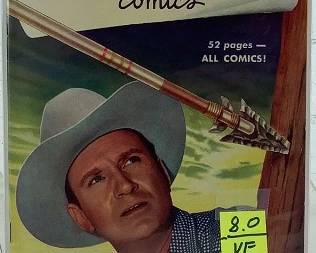 comics
52 pages —
ALL COMICS!
8.0
VF